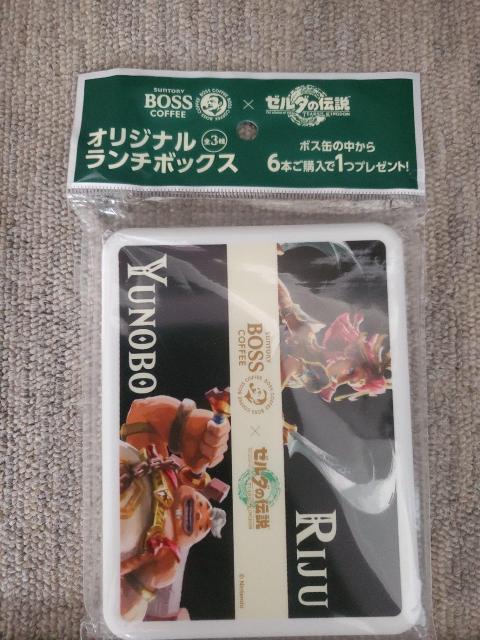 SUNTORY
BOSS
COFFEE
×
ゼルダの伝説
TEARS OF THE KINGDOM
オリジナル
ランチボックス
全3種
ボス缶の中から
6本ご購入で1つプレゼント!
YUNOBO
SUNTORY
BOSS
COFFEE
BOSS COFFEE
×
ゼルダの伝説
© Nintendo
RIJU